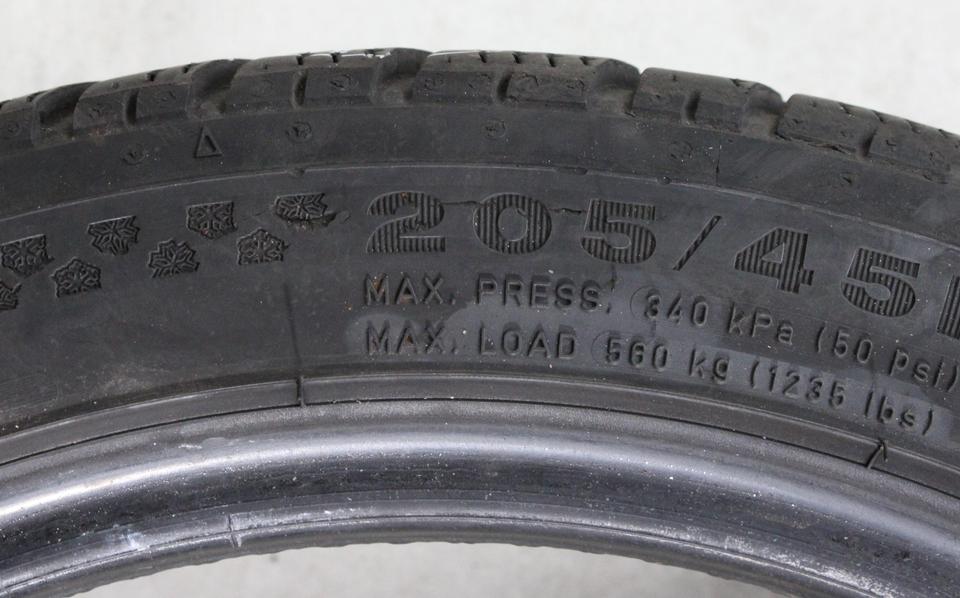 205/45
MAX. PRESS. 340 kPa (50 psi)
MAX. LOAD 560 kg (1235 lbs)